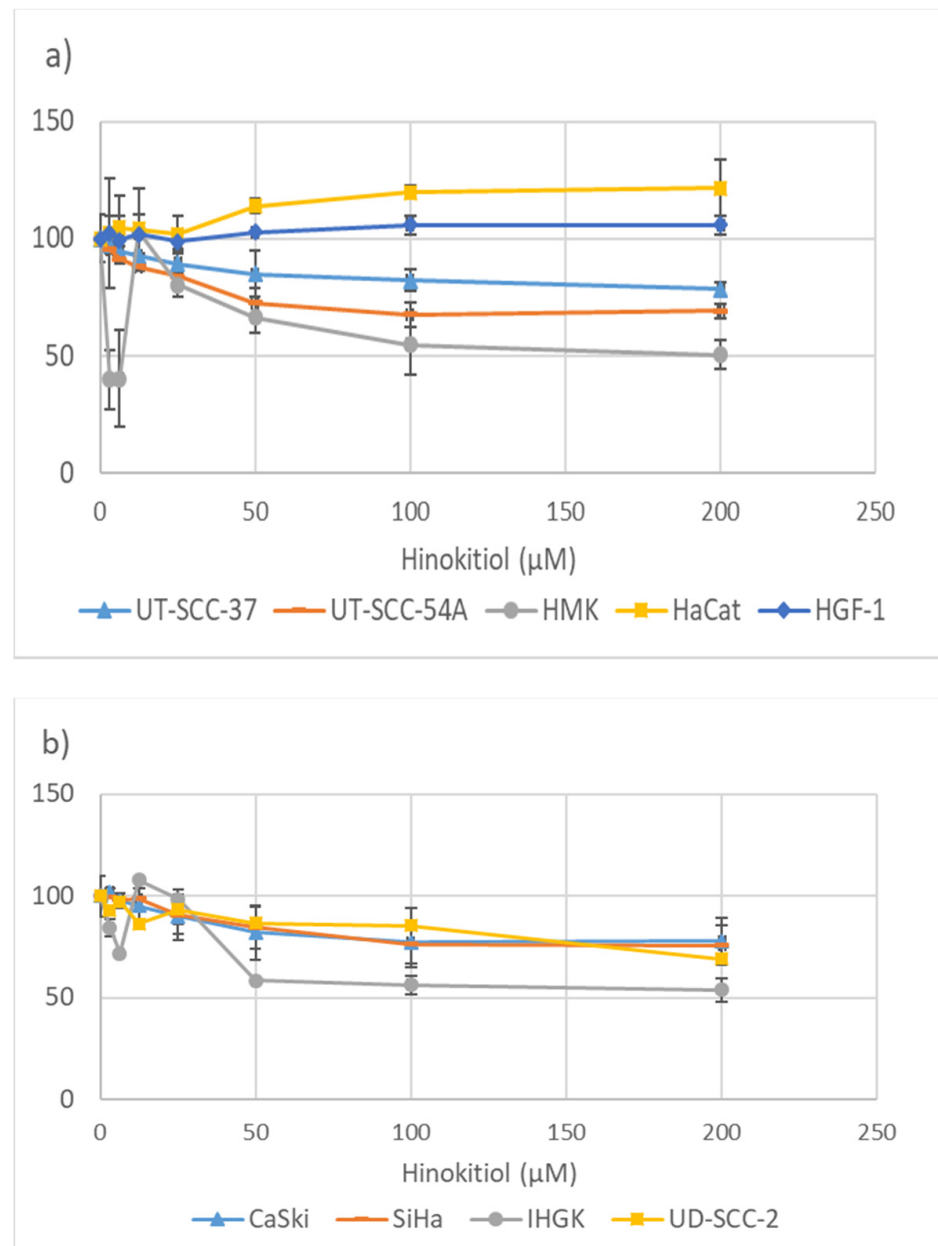 a)
150
100
50
0
0 50 100 150 200 250
Hinokitiol (µM)
UT-SCC-37 UT-SCC-54A HMK HaCat HGF-1
b)
150
100
50
0
0 50 100 150 200 250
Hinokitiol (µM)
CaSki SiHa IHGK UD-SCC-2